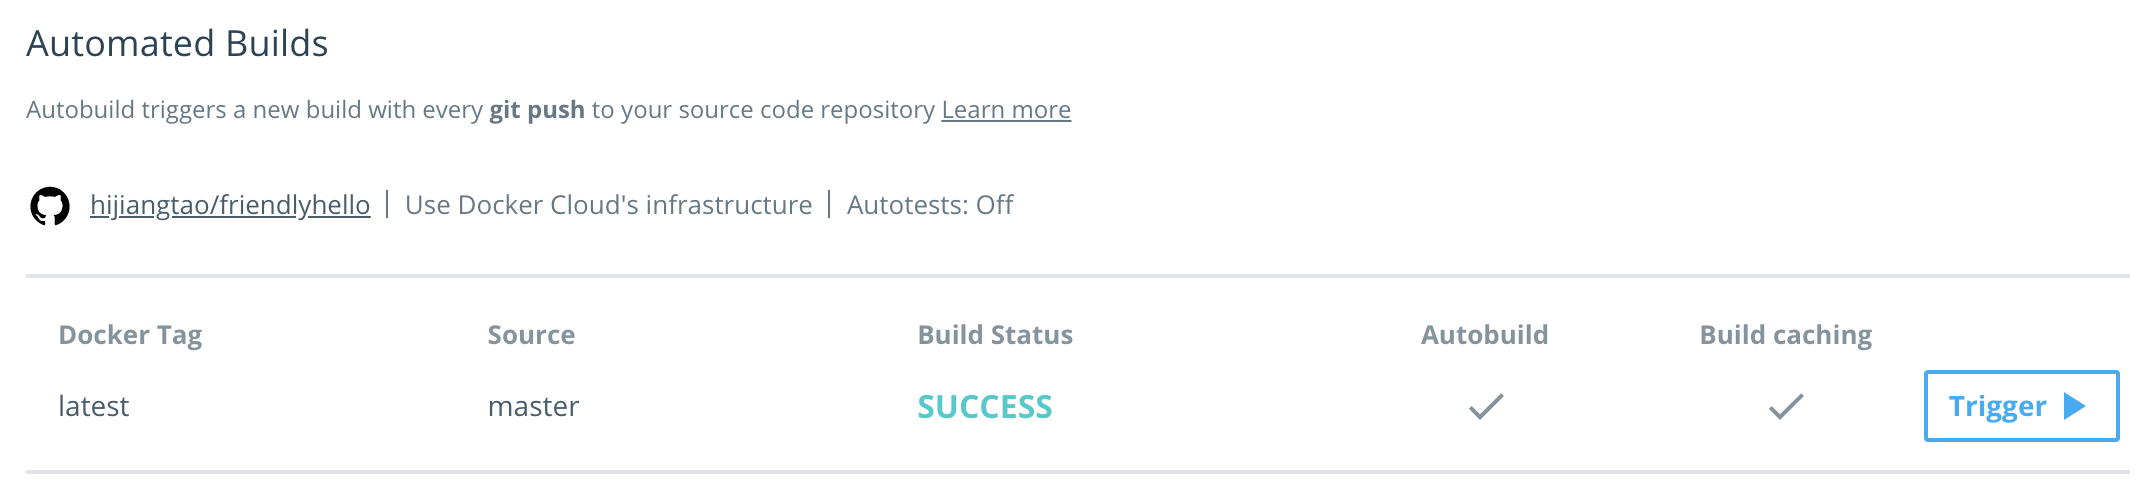 Automated Builds
Autobuild triggers a new build with every git push to your source code repository Learn more
hijiangtao/friendlyhello | Use Docker Cloud's infrastructure | Autotests: Off
Docker Tag Source Build Status Autobuild Build caching
latest master SUCCESS Trigger